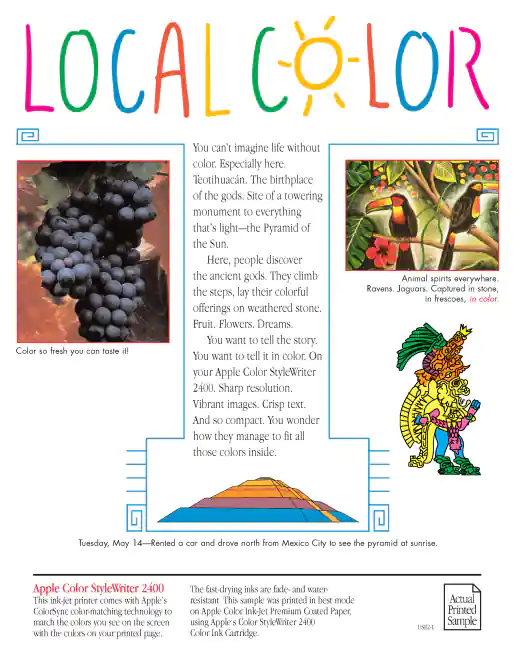 LOCAL COLOR
You can't imagine life without
color. Especially here.
Teotihuacán. The birthplace
of the gods. Site of a towering
monument to everything
that's light—the Pyramid of
the Sun.
Here, people discover
the ancient gods. They climb
the steps, lay their colorful
offerings on weathered stone.
Fruit. Flowers. Dreams.
You want to tell the story.
You want to tell it in color. On
your Apple Color StyleWriter
2400. Sharp resolution.
Vibrant images. Crisp text.
And so compact. You wonder
how they manage to fit all
those colors inside.
Color so fresh you can taste it!
Animal spirits everywhere.
Ravens. Jaguars. Captured in stone,
in frescoes, in color.
Tuesday, May 14—Rented a car and drove north from Mexico City to see the pyramid at sunrise.
Apple Color StyleWriter 2400
This ink-jet printer comes with Apple's
ColorSync color-matching technology to
match the colors you see on the screen
with the colors on your printed page.
The fast-drying inks are fade- and water-
resistant. This sample was printed in best mode
on Apple Color Ink-Jet Premium Coated Paper,
using Apple's Color StyleWriter 2400
Color Ink Cartridge.
Actual
Printed
Sample